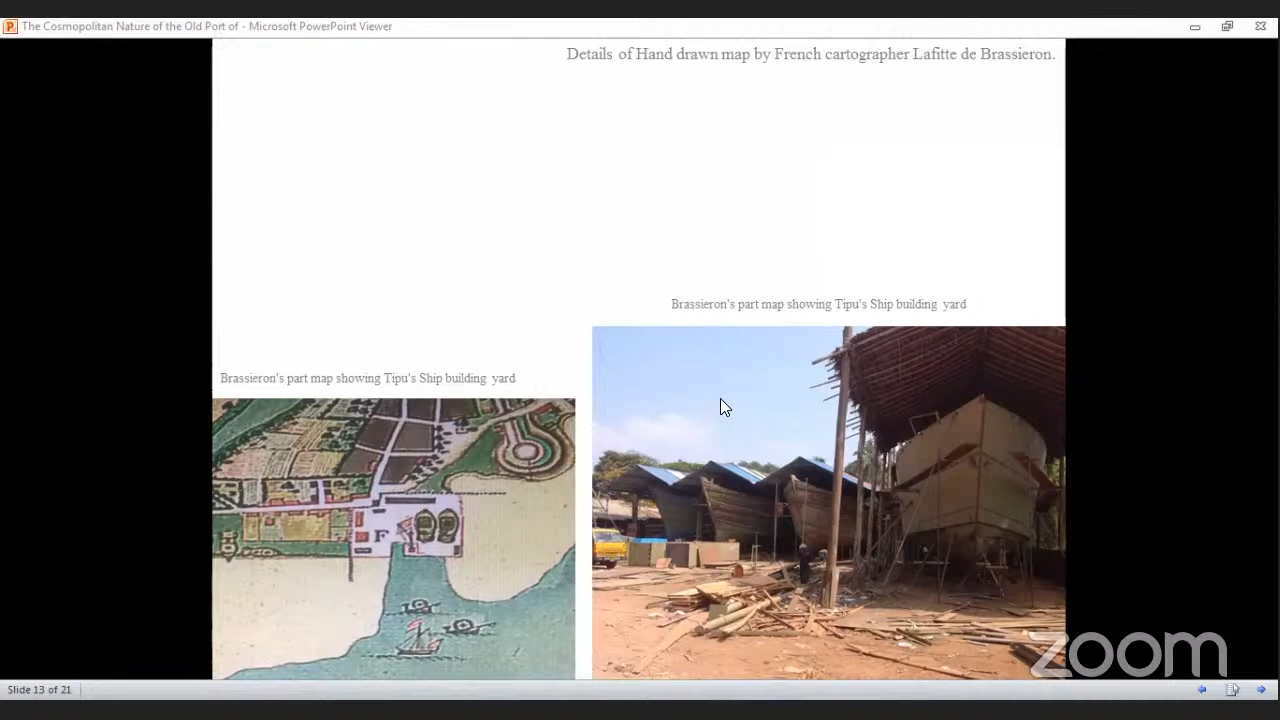 The Cosmopolitan Nature of the Old Port of - Microsoft PowerPoint Viewer
Details of Hand drawn map by French cartographer Lafitte de Brassieron.
Brassieron's part map showing Tipu's Ship building yard
Brassieron's part map showing Tipu's Ship building yard
F
zoom
Slide 13 of 21